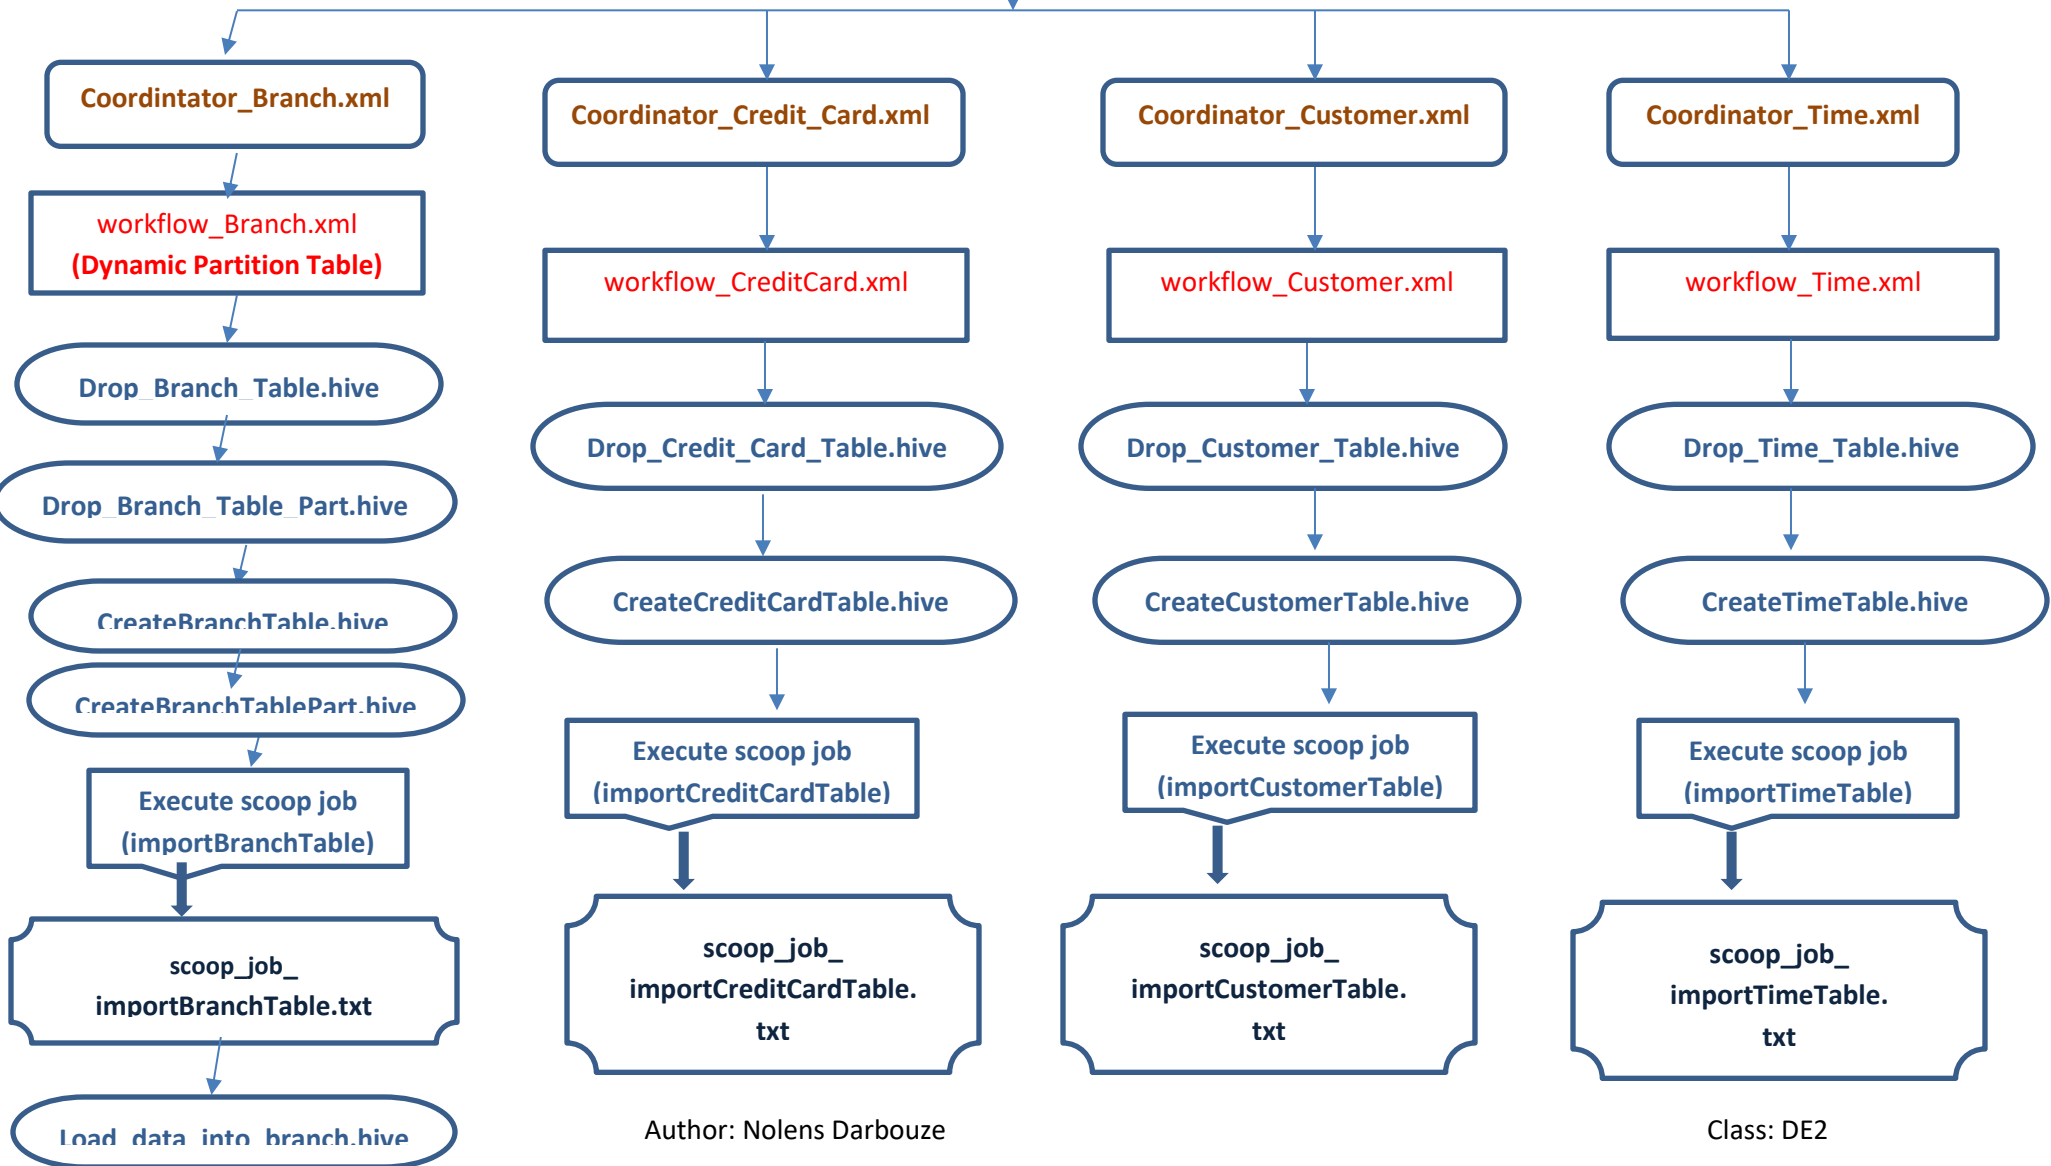 Coordintator_Branch.xml
workflow_Branch.xml
(Dynamic Partition Table)
Drop_Branch_Table.hive
Drop_Branch_Table_Part.hive
CreateBranchTable.hive
CreateBranchTablePart.hive
Execute scoop job
(importBranchTable)
scoop_job_
importBranchTable.txt
Load_data_into_branch.hive
Coordinator_Credit_Card.xml
workflow_CreditCard.xml
Drop_Credit_Card_Table.hive
CreateCreditCardTable.hive
Execute scoop job
(importCreditCardTable)
scoop_job_
importCreditCardTable.
txt
Coordinator_Customer.xml
workflow_Customer.xml
Drop_Customer_Table.hive
CreateCustomerTable.hive
Execute scoop job
(importCustomerTable)
scoop_job_
importCustomerTable.
txt
Coordinator_Time.xml
workflow_Time.xml
Drop_Time_Table.hive
CreateTimeTable.hive
Execute scoop job
(importTimeTable)
scoop_job_
importTimeTable.
txt
Author: Nolens Darbouze
Class: DE2